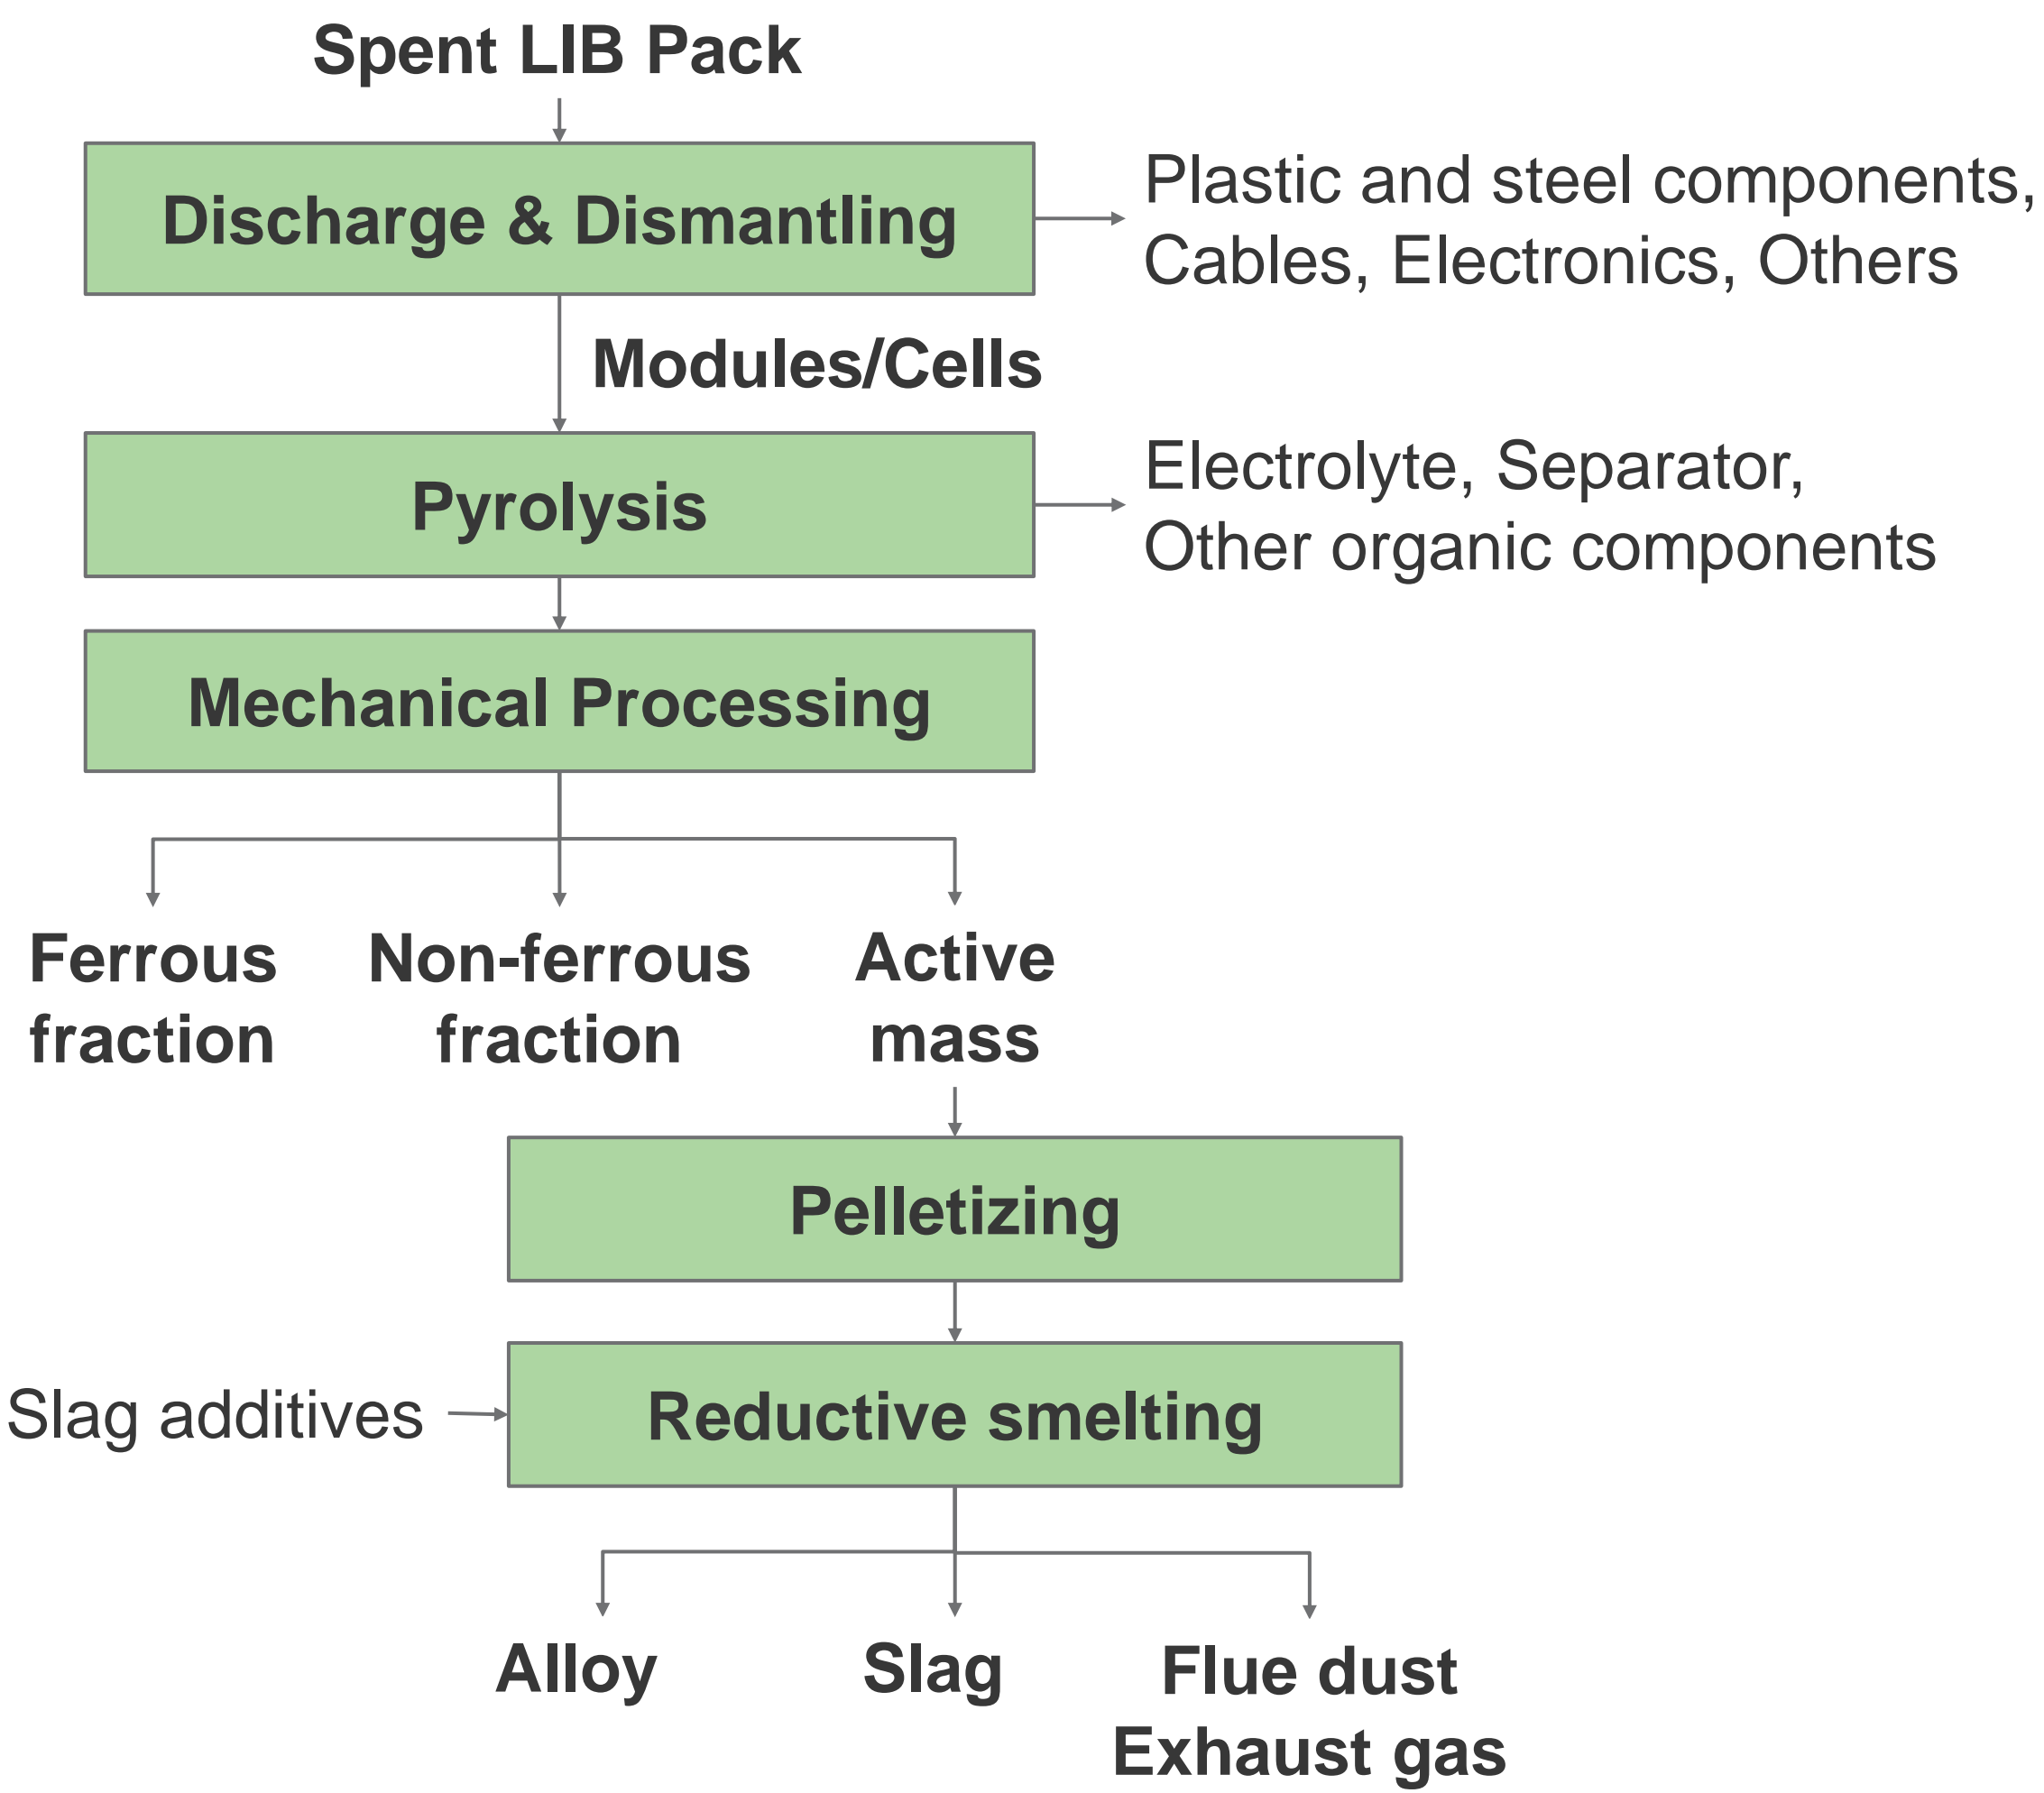 Spent LIB Pack
Discharge & Dismantling
Plastic and steel components,
Cables, Electronics, Others
Modules/Cells
Pyrolysis
Electrolyte, Separator,
Other organic components
Mechanical Processing
Ferrous
fraction
Non-ferrous
fraction
Active
mass
Pelletizing
Slag additives
Reductive smelting
Alloy
Slag
Flue dust
Exhaust gas